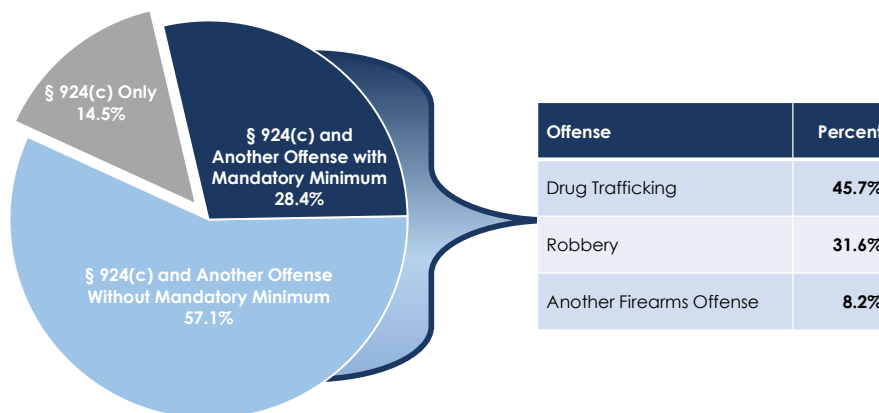 § 924(c) Only
14.5%
§ 924(c) and
Another Offense with
Mandatory Minimum
28.4%
§ 924(c) and Another Offense
Without Mandatory Minimum
57.1%
Offense Percent
Drug Trafficking 45.7%
Robbery 31.6%
Another Firearms Offense 8.2%